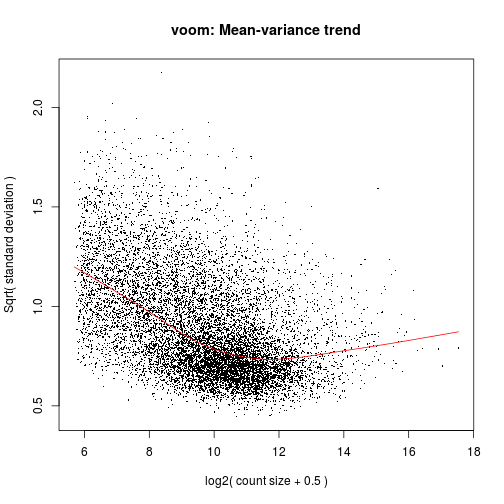 voom: Mean-variance trend
Sqrt( standard deviation )
2.0
1.5
1.0
0.5
6 8 10 12 14 16 18
log2( count size + 0.5 )